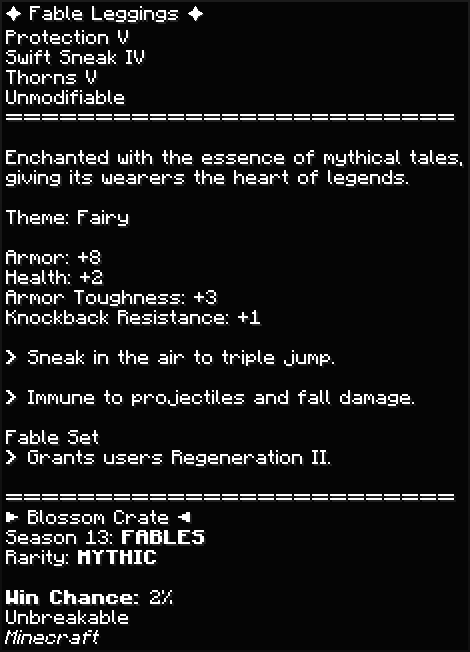 ✦ Fable Leggings ✦
Protection V
Swift Sneak IV
Thorns V
Unmodifiable
==========================
Enchanted with the essence of mythical tales,
giving its wearers the heart of legends.
Theme: Fairy
Armor: +8
Health: +2
Armor Toughness: +3
Knockback Resistance: +1
> Sneak in the air to triple jump.
> Immune to projectiles and fall damage.
Fable Set
> Grants users Regeneration II.
==========================
► Blossom Crate ◄
Season 13: FABLES
Rarity: MYTHIC
Win Chance: 2%
Unbreakable
Minecraft